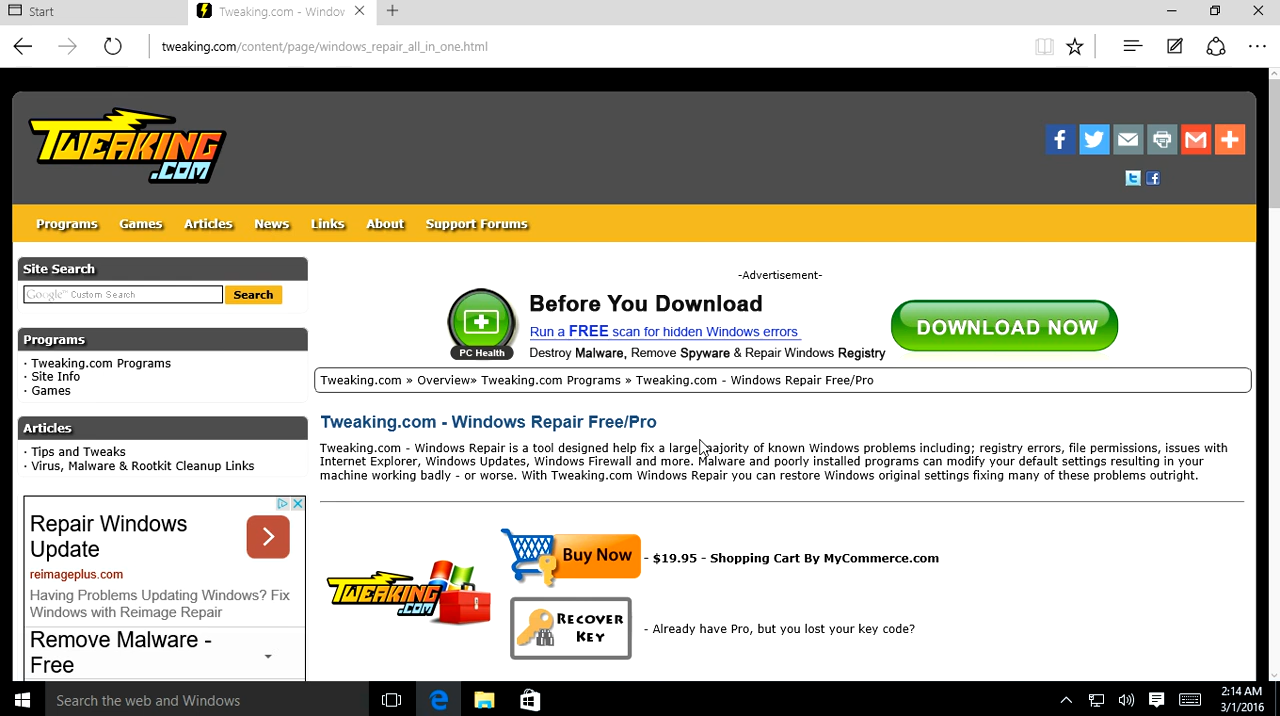 Start
Tweaking.com - Window
tweaking.com/content/page/windows_repair_all_in_one.html
TWEAKING
.COM
Programs Games Articles News Links About Support Forums
Site Search
Google™ Custom Search Search
-Advertisement-
Before You Download
Run a FREE scan for hidden Windows errors
Destroy Malware, Remove Spyware & Repair Windows Registry
PC Health
DOWNLOAD NOW
Programs
· Tweaking.com Programs
· Site Info
· Games
Articles
· Tips and Tweaks
· Virus, Malware & Rootkit Cleanup Links
Repair Windows
Update
reimageplus.com
Having Problems Updating Windows? Fix
Windows with Reimage Repair
Remove Malware -
Free
Tweaking.com » Overview» Tweaking.com Programs » Tweaking.com - Windows Repair Free/Pro
Tweaking.com - Windows Repair Free/Pro
Tweaking.com - Windows Repair is a tool designed help fix a large majority of known Windows problems including; registry errors, file permissions, issues with
Internet Explorer, Windows Updates, Windows Firewall and more. Malware and poorly installed programs can modify your default settings resulting in your
machine working badly - or worse. With Tweaking.com Windows Repair you can restore Windows original settings fixing many of these problems outright.
TWEAKING
.COM
Buy Now - $19.95 - Shopping Cart By MyCommerce.com
RECOVER
KEY
- Already have Pro, but you lost your key code?
Search the web and Windows
2:14 AM
3/1/2016